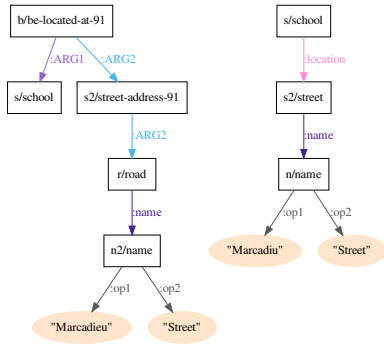 b/be-located-at-91
s/school
:ARG1
:ARG2
:location
s/school
s2/street-address-91
s2/street
:ARG2
:name
r/road
n/name
:name
:op1
:op2
n2/name
"Marcadiu"
"Street"
:op1
:op2
"Marcadieu"
"Street"